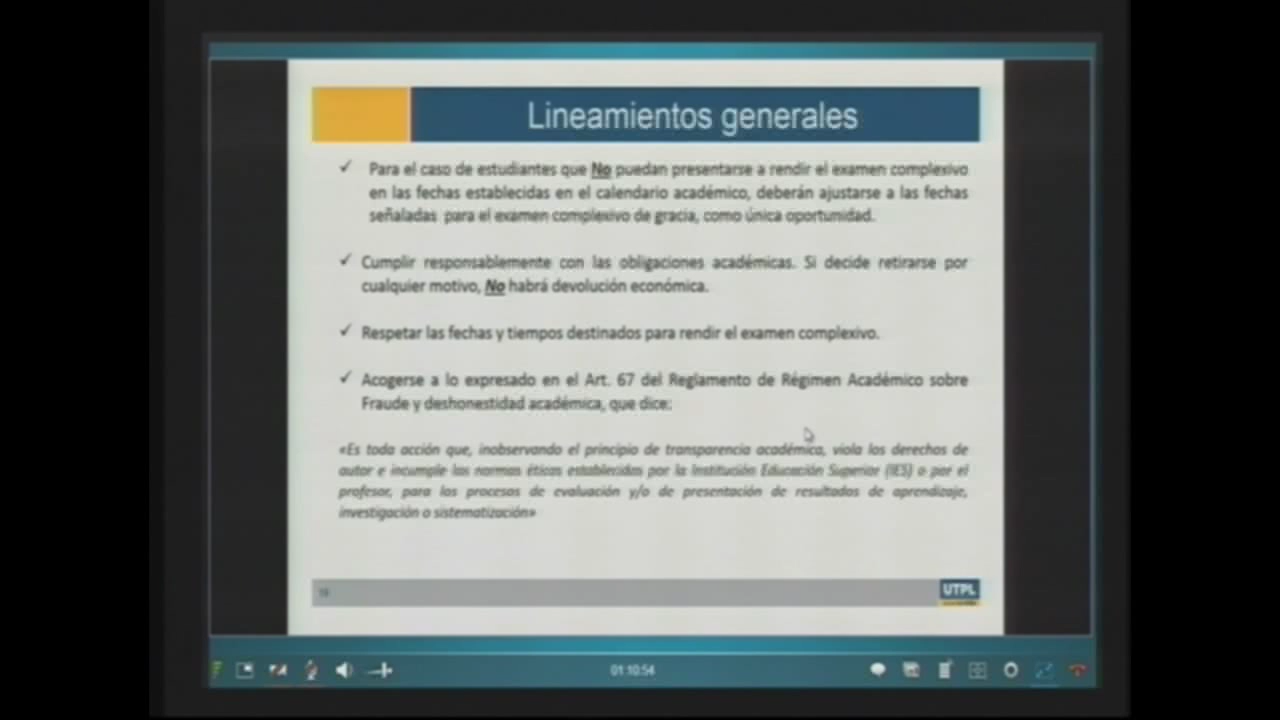 Lineamientos generales
✓ Para el caso de estudiantes que No puedan presentarse a rendir el examen complexivo
en las fechas establecidas en el calendario académico, deberán ajustarse a las fechas
señaladas para el examen complexivo de gracia, como única oportunidad.
✓ Cumplir responsablemente con las obligaciones académicas. Si decide retirarse por
cualquier motivo, No habrá devolución económica.
✓ Respetar las fechas y tiempos destinados para rendir el examen complexivo.
✓ Acogerse a lo expresado en el Art. 67 del Reglamento de Régimen Académico sobre
Fraude y deshonestidad académica, que dice:
«Es toda acción que, inobservando el principio de transparencia académica, viola los derechos de
autor e incumple las normas éticas establecidas por la Institución Educación Superior (IES) o por el
profesor, para los procesos de evaluación y/o de presentación de resultados de aprendizaje,
investigación o sistematización»
UTPL
01:10:54